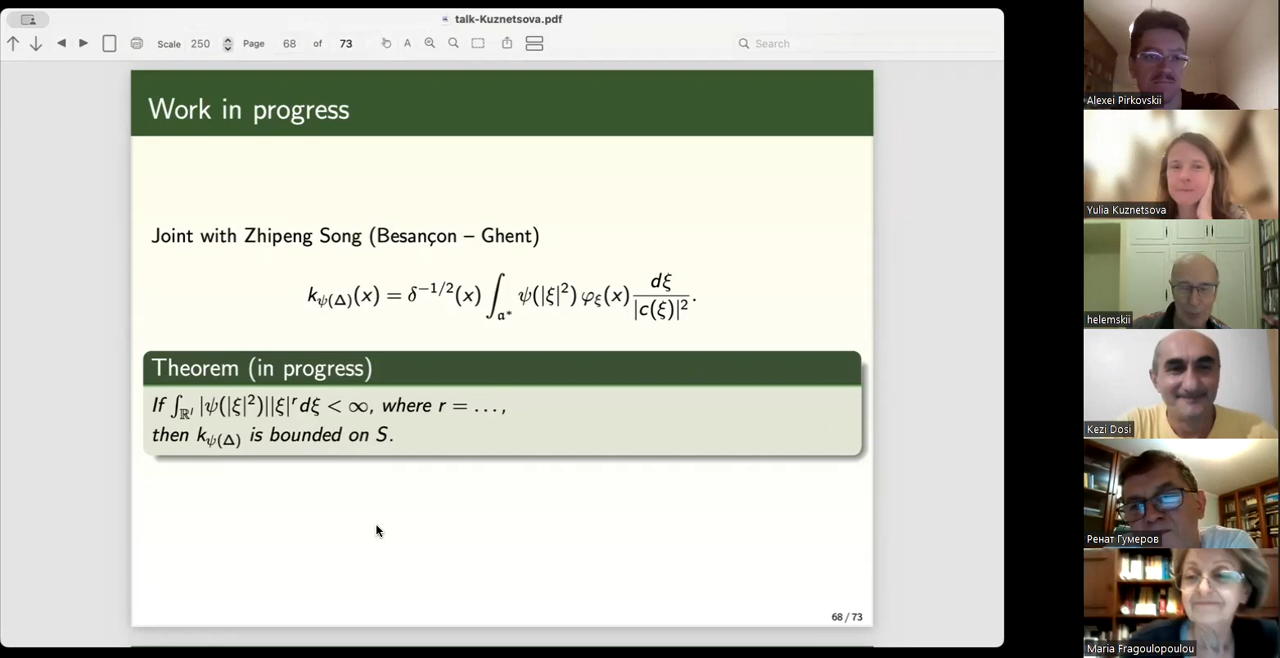 talk-Kuznetsova.pdf
Scale 250 Page 68 of 73 A Search
Work in progress
Joint with Zhipeng Song (Besançon – Ghent)
k_{ψ(Δ)}(x) = δ^{−1/2}(x) ∫_{𝔞*} ψ(|ξ|²) φ_ξ(x) dξ/|c(ξ)|².
Theorem (in progress)
If ∫_{ℝ^l} |ψ(|ξ|²)||ξ|^r dξ < ∞, where r = …,
then k_{ψ(Δ)} is bounded on S.
68 / 73
Alexei Pirkovskii
Yulia Kuznetsova
helemskii
Kezi Dosi
Ренат Гумеров
Maria Fragoulopoulou